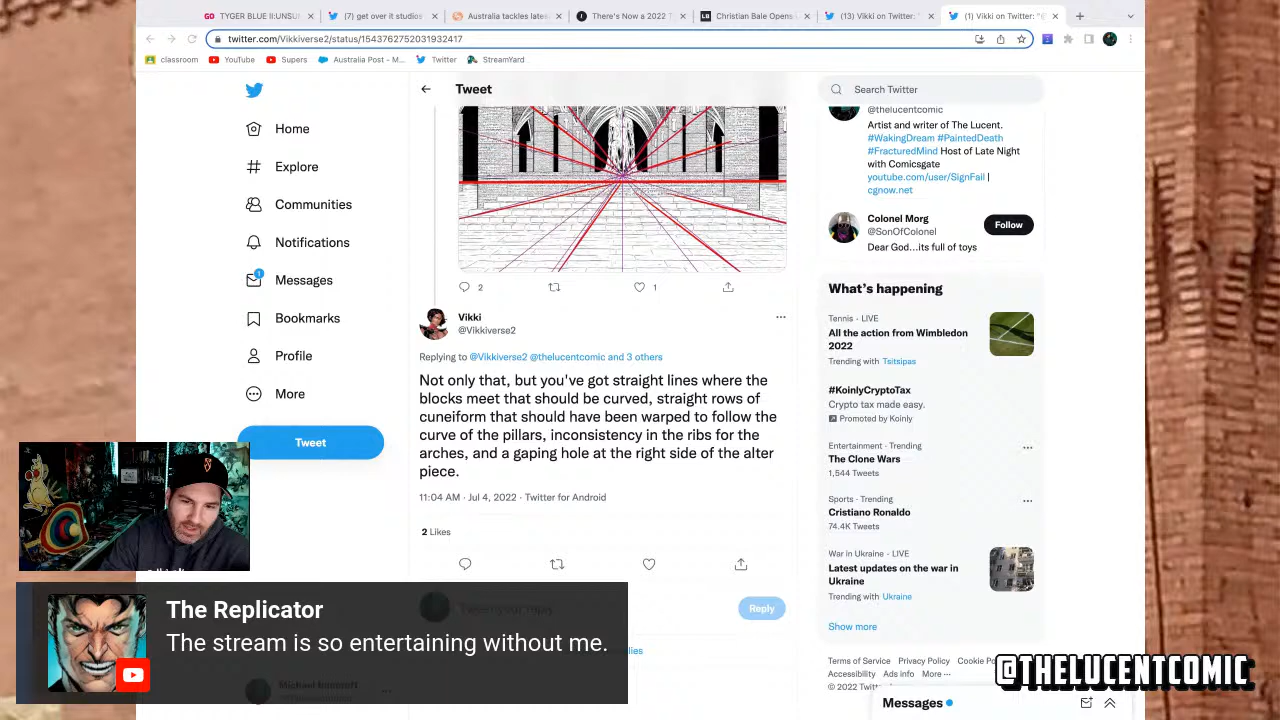 TYGER BLUE II:UNSU
(7) get over it studios
Australia tackles late
There's Now a 2022 T
Christian Bale Opens
(13) Vikki on Twitter: "
(1) Vikki on Twitter: "@
twitter.com/Vikkiverse2/status/1543762752031932417
classroom
YouTube
Supers
Australia Post - M...
Twitter
StreamYard
Home
Explore
Communities
Notifications
1
Messages
Bookmarks
Profile
More
Tweet
Tweet
2
1
Vikki
@Vikkiverse2
Replying to @Vikkiverse2 @thelucentcomic and 3 others
Not only that, but you've got straight lines where the
blocks meet that should be curved, straight rows of
cuneiform that should have been warped to follow the
curve of the pillars, inconsistency in the ribs for the
arches, and a gaping hole at the right side of the alter
piece.
11:04 AM · Jul 4, 2022 · Twitter for Android
2 Likes
Tweet your reply
Reply
Search Twitter
@thelucentcomic
Artist and writer of The Lucent.
#WakingDream #PaintedDeath
#FracturedMind Host of Late Night
with Comicsgate
youtube.com/user/SignFail |
cgnow.net
Colonel Morg
@SonOfColonel
Follow
Dear God...its full of toys
What's happening
Tennis · LIVE
All the action from Wimbledon
2022
Trending with Tsitsipas
#KoinlyCryptoTax
Crypto tax made easy.
Promoted by Koinly
Entertainment · Trending
The Clone Wars
1,544 Tweets
Sports · Trending
Cristiano Ronaldo
74.4K Tweets
War in Ukraine · LIVE
Latest updates on the war in
Ukraine
Trending with Ukraine
Show more
Terms of Service Privacy Policy Cookie Po
Accessibility Ads info More ...
© 2022 Twitt
Messages
The Replicator
The stream is so entertaining without me.
@THELUCENTCOMIC